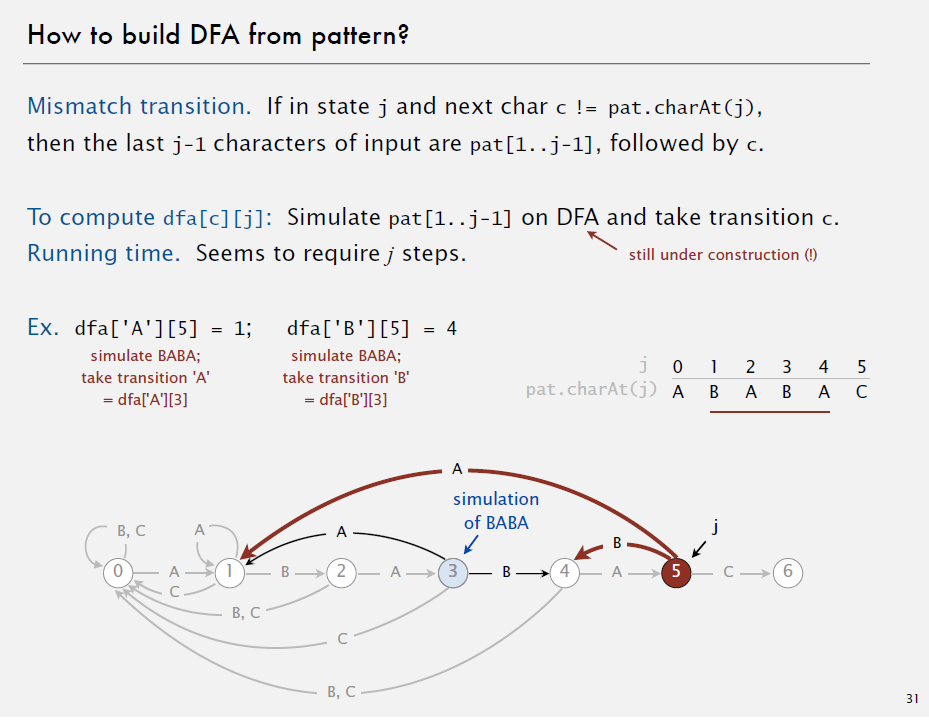 How to build DFA from pattern?
Mismatch transition. If in state j and next char c != pat.charAt(j),
then the last j-1 characters of input are pat[1..j-1], followed by c.
To compute dfa[c][j]: Simulate pat[1..j-1] on DFA and take transition c.
Running time. Seems to require j steps.
still under construction (!)
Ex. dfa['A'][5] = 1; dfa['B'][5] = 4
simulate BABA;
take transition 'A'
= dfa['A'][3]
simulate BABA;
take transition 'B'
= dfa['B'][3]
j 0 1 2 3 4 5
pat.charAt(j) A B A B A C
A
simulation
of BABA
j
B, C
A
A
B
0 A 1 B 2 A 3 B 4 A 5 C 6
C
B, C
C
B, C
31